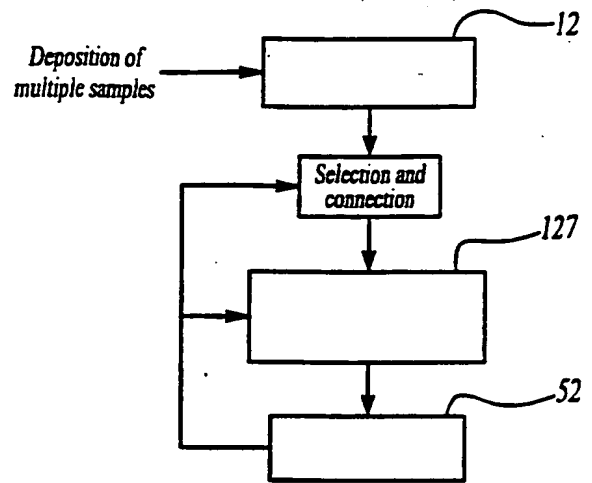 12
Deposition of
multiple samples
Selection and
connection
127
52